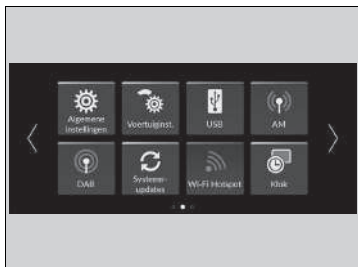 Algemene
Instellingen
Voertuiginst.
USB
AM
DAB
Systeem-
updates
Wi-Fi Hotspot
Klok